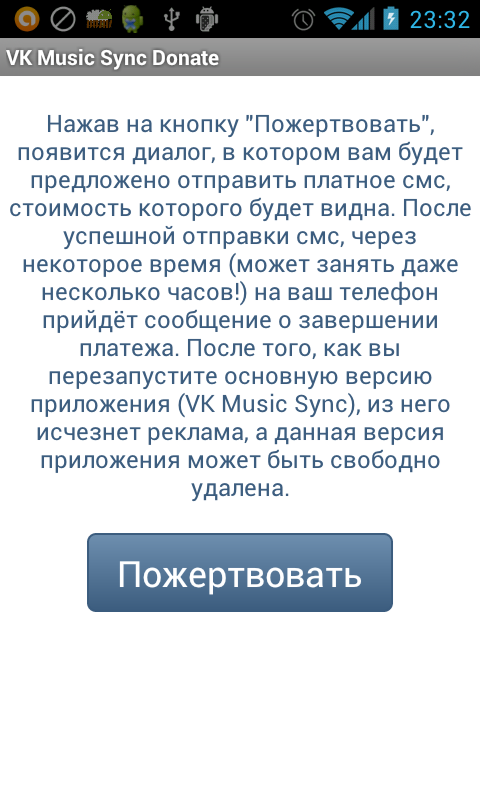 23:32
VK Music Sync Donate
Нажав на кнопку "Пожертвовать",
появится диалог, в котором вам будет
предложено отправить платное смс,
стоимость которого будет видна. После
успешной отправки смс, через
некоторое время (может занять даже
несколько часов!) на ваш телефон
прийдёт сообщение о завершении
платежа. После того, как вы
перезапустите основную версию
приложения (VK Music Sync), из него
исчезнет реклама, а данная версия
приложения может быть свободно
удалена.
Пожертвовать